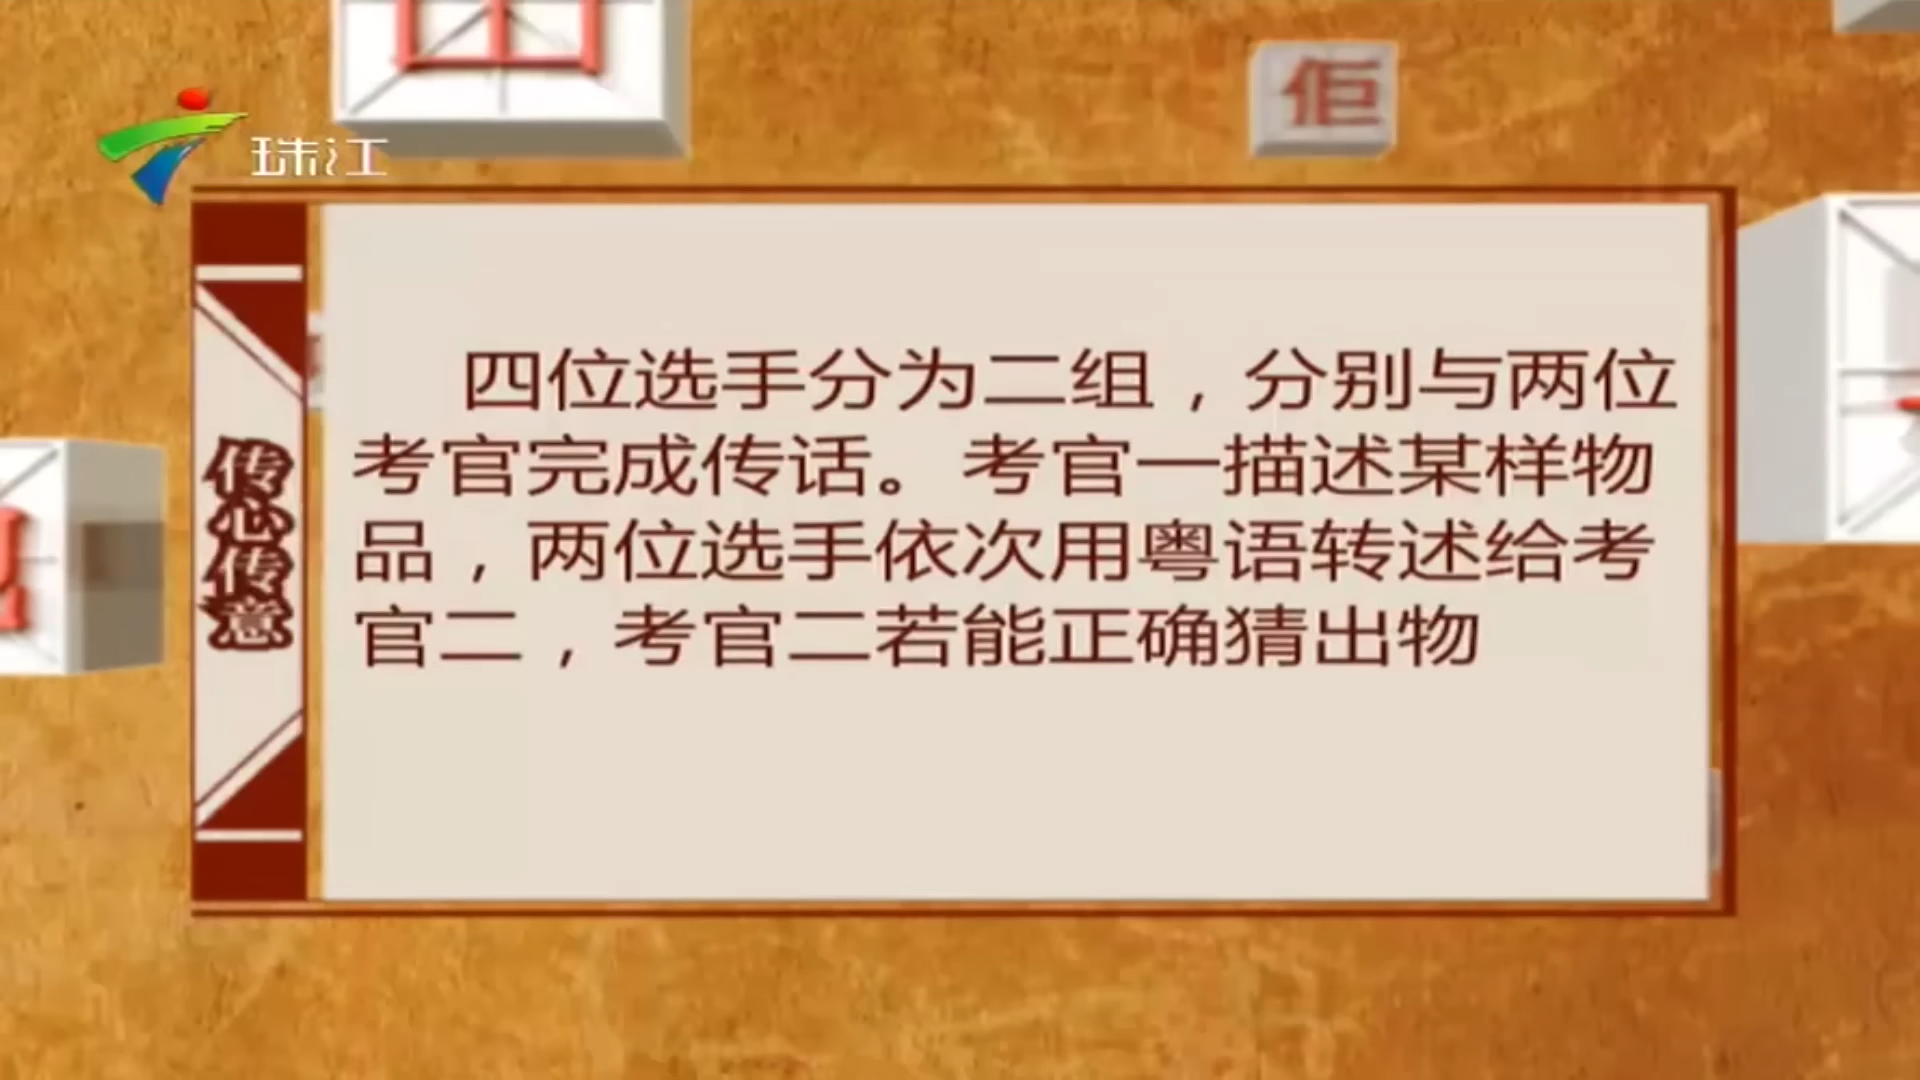 佢
珠江
传心传意
四位选手分为二组，分别与两位
考官完成传话。考官一描述某样物
品，两位选手依次用粤语转述给考
官二，考官二若能正确猜出物